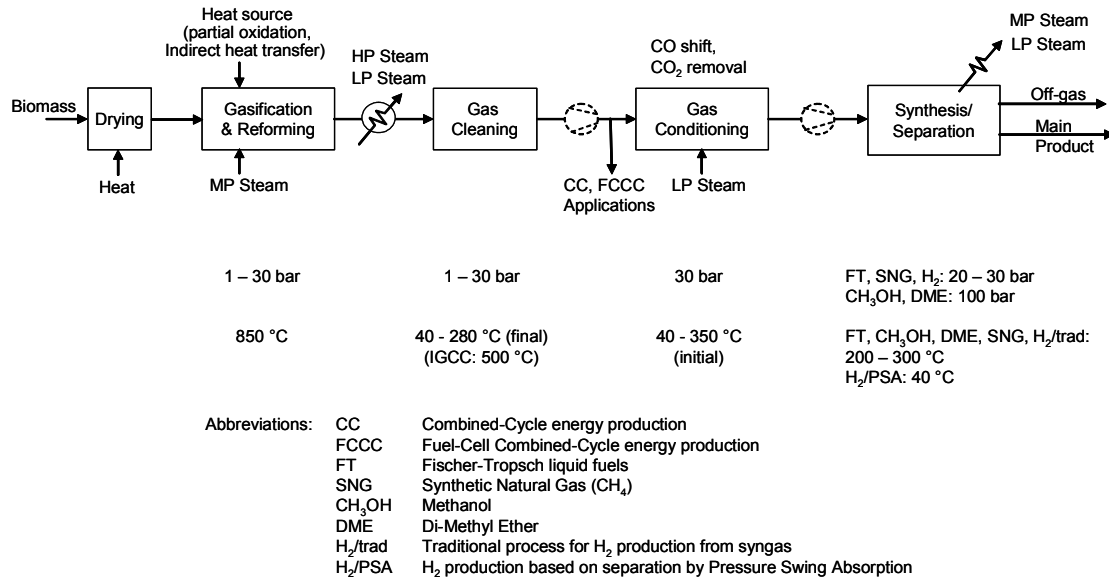 Heat source
(partial oxidation,
Indirect heat transfer)
HP Steam
LP Steam
CO shift,
CO₂ removal
MP Steam
LP Steam
Biomass
Drying
Gasification
& Reforming
Gas
Cleaning
Gas
Conditioning
Synthesis/
Separation
Off-gas
Main
Product
Heat
MP Steam
CC, FCCC
Applications
LP Steam
1 – 30 bar
1 – 30 bar
30 bar
FT, SNG, H₂: 20 – 30 bar
CH₃OH, DME: 100 bar
850 °C
40 - 280 °C (final)
(IGCC: 500 °C)
40 - 350 °C
(initial)
FT, CH₃OH, DME, SNG, H₂/trad:
200 – 300 °C
H₂/PSA: 40 °C
Abbreviations: CC Combined-Cycle energy production
FCCC Fuel-Cell Combined-Cycle energy production
FT Fischer-Tropsch liquid fuels
SNG Synthetic Natural Gas (CH₄)
CH₃OH Methanol
DME Di-Methyl Ether
H₂/trad Traditional process for H₂ production from syngas
H₂/PSA H₂ production based on separation by Pressure Swing Absorption